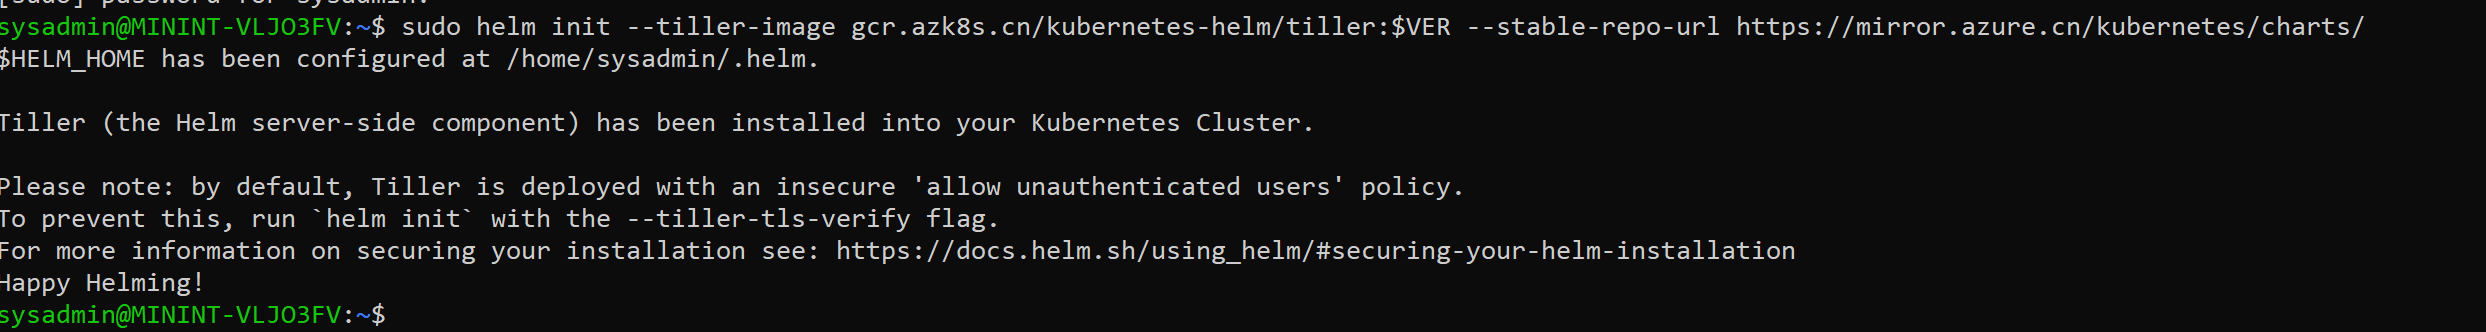 [sudo] password for sysadmin:
sysadmin@MININT-VLJO3FV:~$ sudo helm init --tiller-image gcr.azk8s.cn/kubernetes-helm/tiller:$VER --stable-repo-url https://mirror.azure.cn/kubernetes/charts/
$HELM_HOME has been configured at /home/sysadmin/.helm.
Tiller (the Helm server-side component) has been installed into your Kubernetes Cluster.
Please note: by default, Tiller is deployed with an insecure 'allow unauthenticated users' policy.
To prevent this, run `helm init` with the --tiller-tls-verify flag.
For more information on securing your installation see: https://docs.helm.sh/using_helm/#securing-your-helm-installation
Happy Helming!
sysadmin@MININT-VLJO3FV:~$